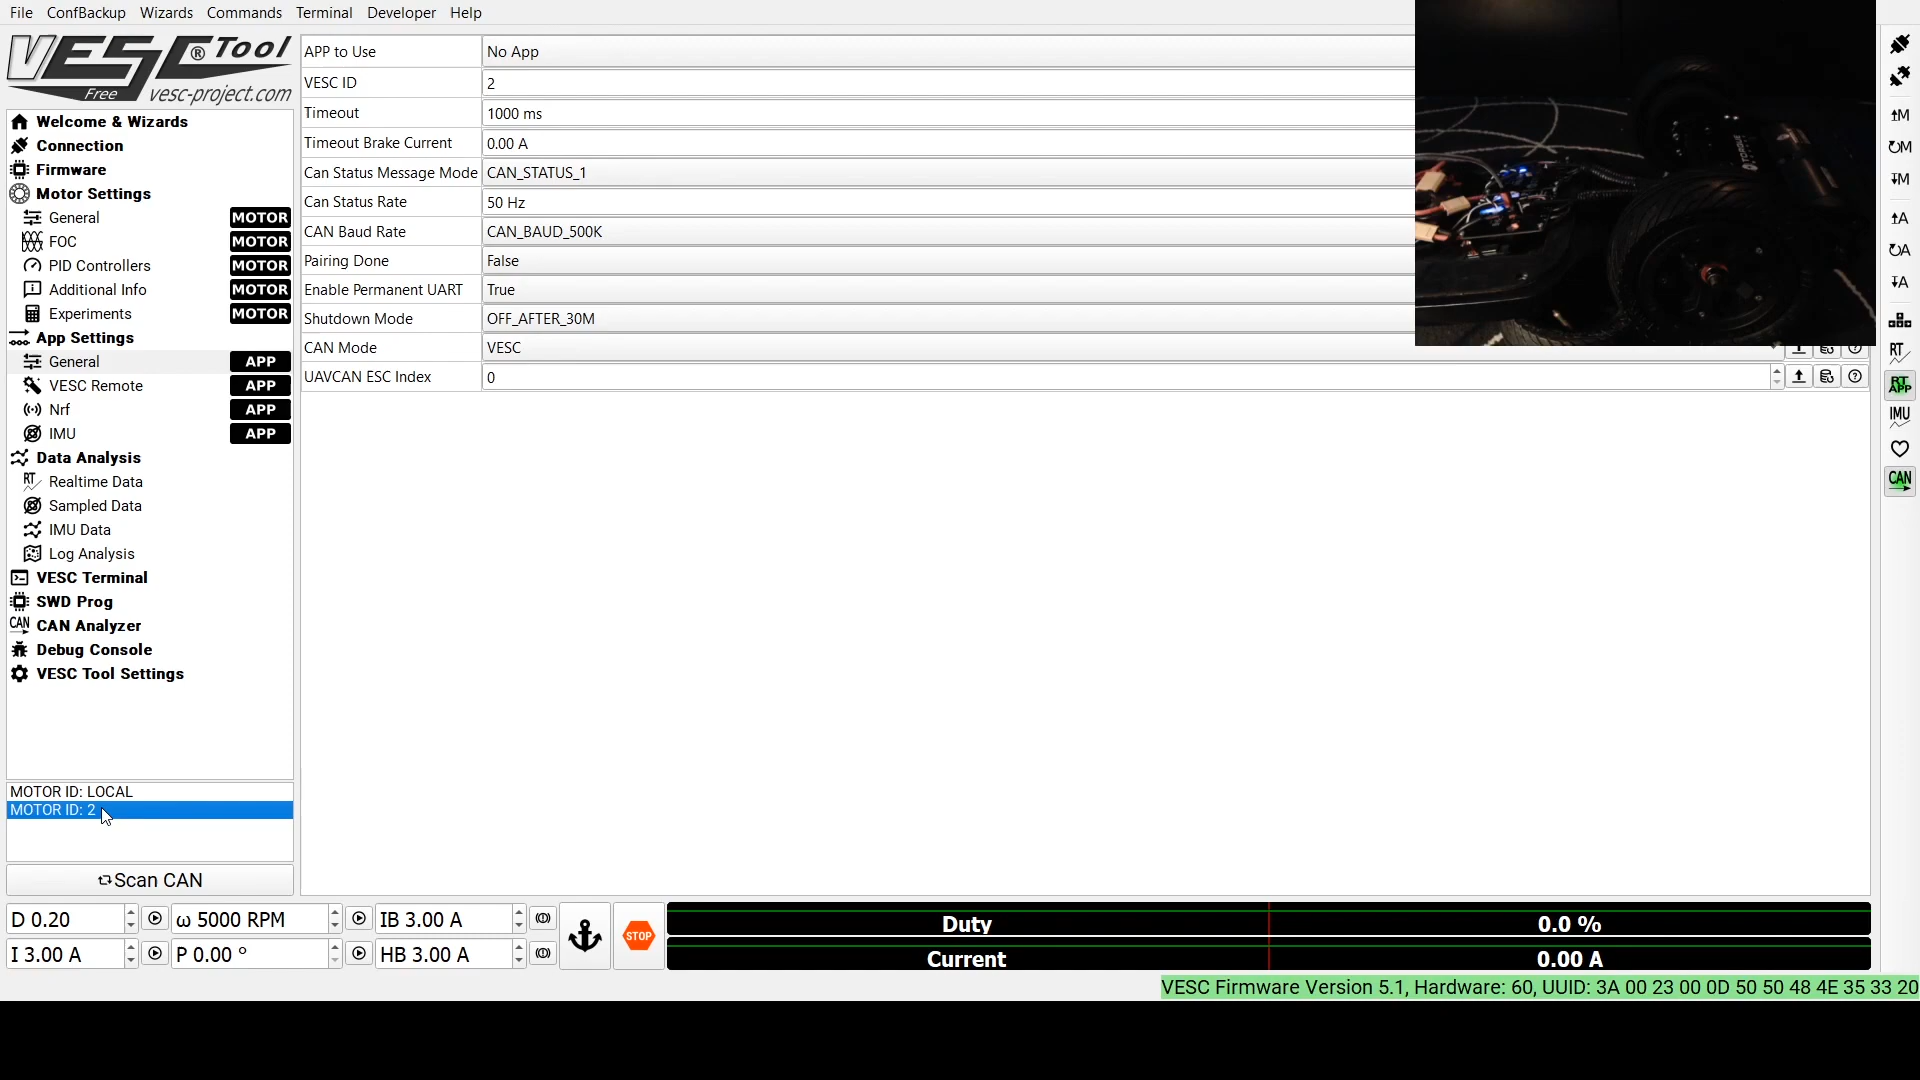 File ConfBackup Wizards Commands Terminal Developer Help
VESC® Tool
Free vesc-project.com
Welcome & Wizards
Connection
Firmware
Motor Settings
General MOTOR
FOC MOTOR
PID Controllers MOTOR
Additional Info MOTOR
Experiments MOTOR
App Settings
General APP
VESC Remote APP
Nrf APP
IMU APP
Data Analysis
RT Realtime Data
Sampled Data
IMU Data
Log Analysis
VESC Terminal
SWD Prog
CAN CAN Analyzer
Debug Console
VESC Tool Settings
MOTOR ID: LOCAL
MOTOR ID: 2
Scan CAN
APP to Use No App
VESC ID 2
Timeout 1000 ms
Timeout Brake Current 0.00 A
Can Status Message Mode CAN_STATUS_1
Can Status Rate 50 Hz
CAN Baud Rate CAN_BAUD_500K
Pairing Done False
Enable Permanent UART True
Shutdown Mode OFF_AFTER_30M
CAN Mode VESC
UAVCAN ESC Index 0
M
M
M
A
A
A
RT
RT
APP
IMU
CAN
D 0.20 ω 5000 RPM IB 3.00 A
I 3.00 A P 0.00 ° HB 3.00 A
STOP
Duty 0.0 %
Current 0.00 A
VESC Firmware Version 5.1, Hardware: 60, UUID: 3A 00 23 00 0D 50 50 48 4E 35 33 20